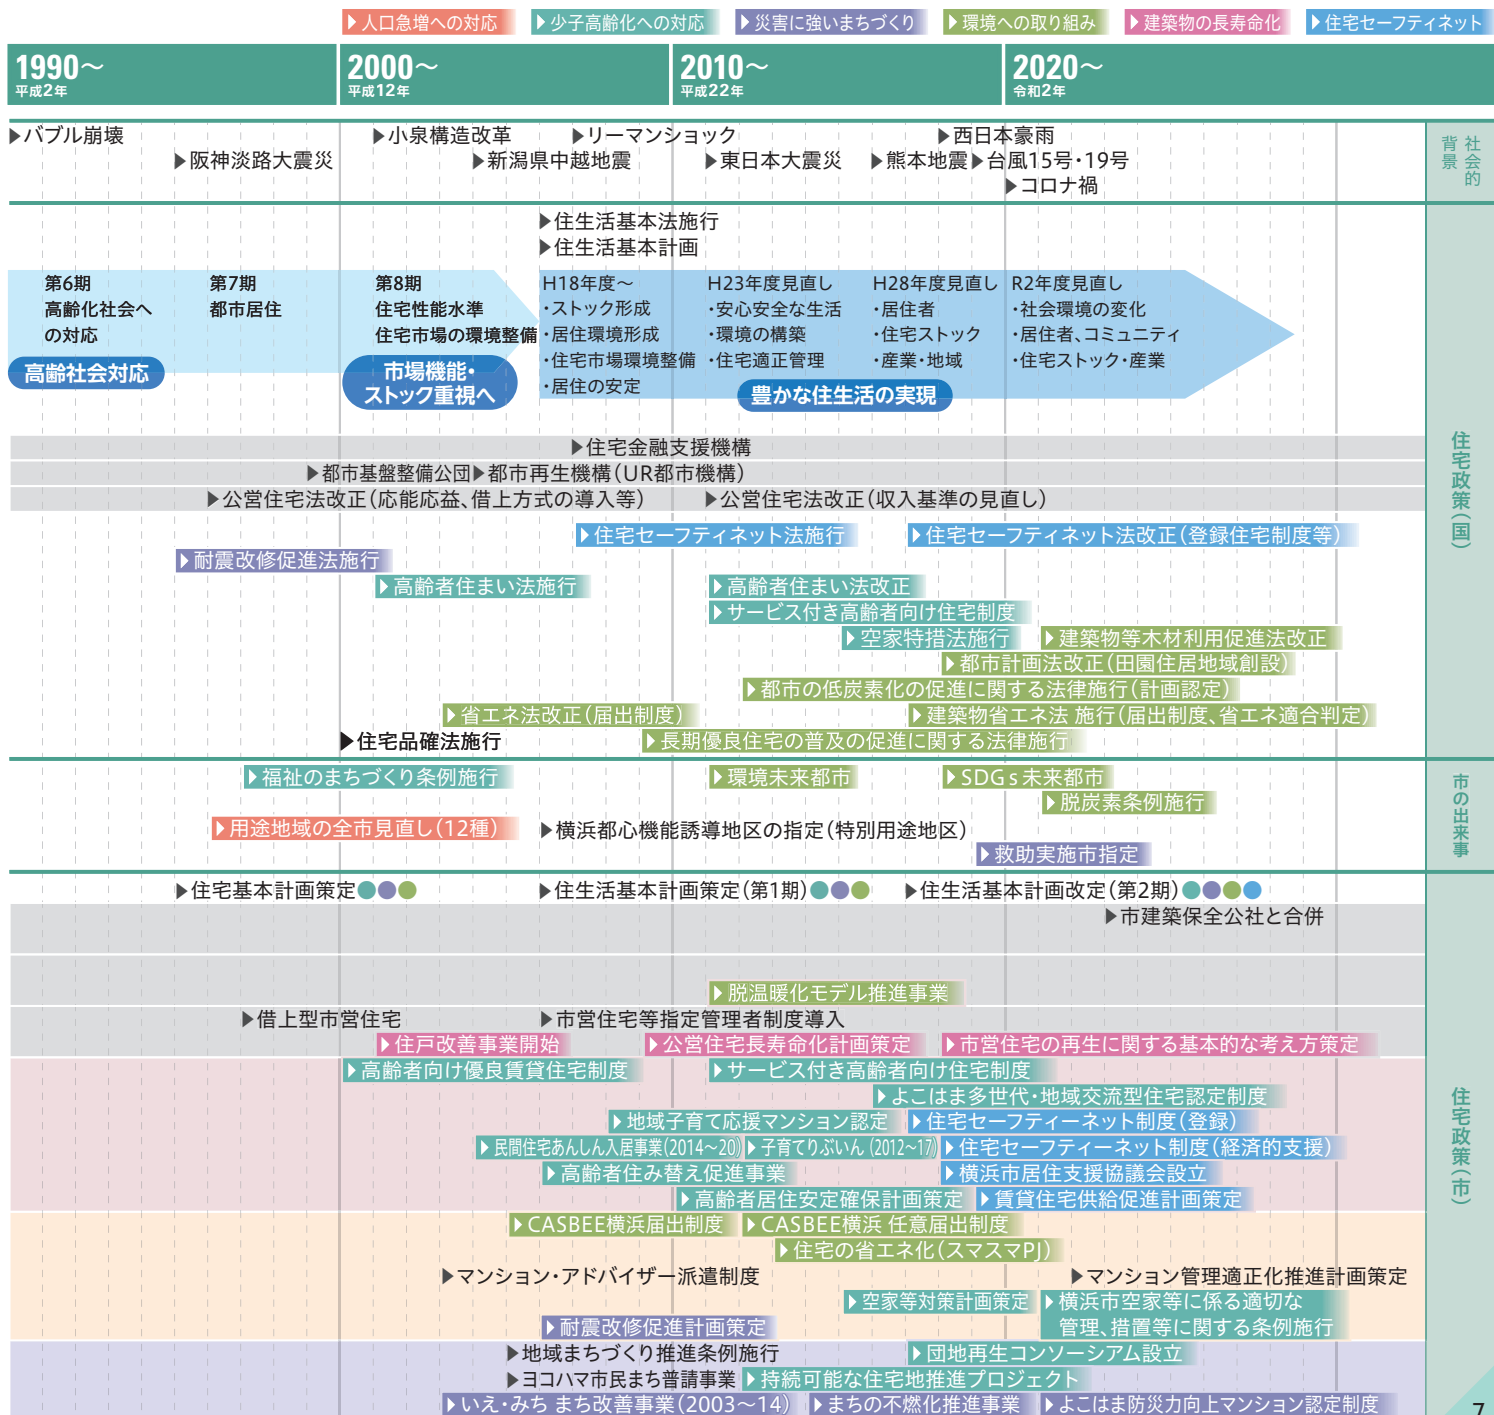 人口急増への対応
少子高齢化への対応
災害に強いまちづくり
環境への取り組み
建築物の長寿命化
住宅セーフティネット
1990～
平成2年
2000～
平成12年
2010～
平成22年
2020～
令和2年
社会的背景
バブル崩壊
小泉構造改革
リーマンショック
西日本豪雨
阪神淡路大震災
新潟県中越地震
東日本大震災
熊本地震
台風15号・19号
コロナ禍
住宅政策（国）
住生活基本法施行
住生活基本計画
第6期
高齢化社会へ
の対応
高齢社会対応
第7期
都市居住
第8期
住宅性能水準
住宅市場の環境整備
市場機能・
ストック重視へ
H18年度～
・ストック形成
・居住環境形成
・住宅市場環境整備
・居住の安定
H23年度見直し
・安心安全な生活
・環境の構築
・住宅適正管理
H28年度見直し
・居住者
・住宅ストック
・産業・地域
R2年度見直し
・社会環境の変化
・居住者、コミュニティ
・住宅ストック・産業
豊かな住生活の実現
住宅金融支援機構
都市基盤整備公団
都市再生機構（UR都市機構）
公営住宅法改正（応能応益、借上方式の導入等）
公営住宅法改正（収入基準の見直し）
住宅セーフティネット法施行
住宅セーフティネット法改正（登録住宅制度等）
耐震改修促進法施行
高齢者住まい法施行
高齢者住まい法改正
サービス付き高齢者向け住宅制度
空家特措法施行
建築物等木材利用促進法改正
都市計画法改正（田園住居地域創設）
都市の低炭素化の促進に関する法律施行（計画認定）
省エネ法改正（届出制度）
建築物省エネ法 施行（届出制度、省エネ適合判定）
住宅品確法施行
長期優良住宅の普及の促進に関する法律施行
市の出来事
福祉のまちづくり条例施行
環境未来都市
SDGs未来都市
脱炭素条例施行
用途地域の全市見直し（12種）
横浜都心機能誘導地区の指定（特別用途地区）
救助実施市指定
住宅政策（市）
住宅基本計画策定
住生活基本計画策定（第1期）
住生活基本計画改定（第2期）
市建築保全公社と合併
脱温暖化モデル推進事業
借上型市営住宅
市営住宅等指定管理者制度導入
住戸改善事業開始
公営住宅長寿命化計画策定
市営住宅の再生に関する基本的な考え方策定
高齢者向け優良賃貸住宅制度
サービス付き高齢者向け住宅制度
よこはま多世代・地域交流型住宅認定制度
地域子育て応援マンション認定
住宅セーフティーネット制度（登録）
民間住宅あんしん入居事業（2014～20）
子育てりぶいん（2012～17）
住宅セーフティーネット制度（経済的支援）
高齢者住み替え促進事業
横浜市居住支援協議会設立
高齢者居住安定確保計画策定
賃貸住宅供給促進計画策定
CASBEE横浜届出制度
CASBEE横浜 任意届出制度
住宅の省エネ化（スマスマPJ）
マンション・アドバイザー派遣制度
マンション管理適正化推進計画策定
空家等対策計画策定
横浜市空家等に係る適切な
管理、措置等に関する条例施行
耐震改修促進計画策定
地域まちづくり推進条例施行
団地再生コンソーシアム設立
ヨコハマ市民まち普請事業
持続可能な住宅地推進プロジェクト
いえ・みち まち改善事業（2003～14）
まちの不燃化推進事業
よこはま防災力向上マンション認定制度
7